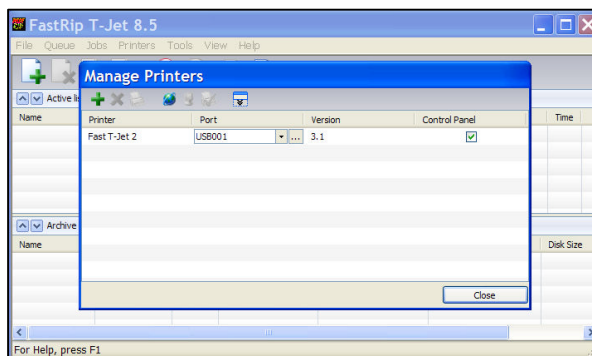 FastRip T-Jet 8.5
File Queue Jobs Printers Tools View Help
Manage Printers
Active
Name Printer Port Version Control Panel Time
Fast T-Jet 2 USB001 ... 3.1
Archive
Name Disk Size
Close
For Help, press F1